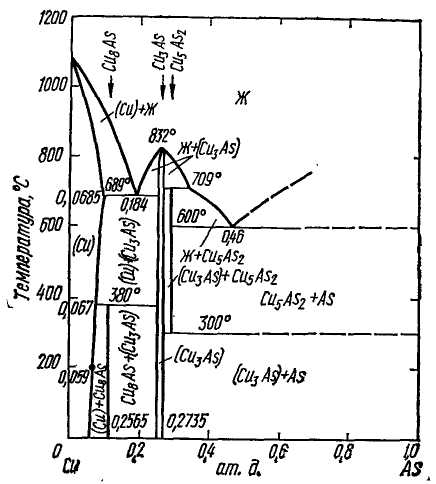 1200
1000
800
600
400
200
0
Температура, °C
Cu₈As
Cu₃As
Cu₅As₂
(Cu)+Ж
Ж
832°
Ж+(Cu₃As)
689°
709°
0,0685
0,184
600°
0,46
(Cu)
(Cu)+(Cu₃As)
Ж+Cu₅As₂
(Cu₃As)+Cu₅As₂
Cu₅As₂+As
380°
0,067
300°
(Cu₃As)
(Cu₃As)+As
0,059
(Cu)+Cu₈As
Cu₈As+(Cu₃As)
0,2565
0,2735
0
0,2
0,4
0,6
0,8
1,0
Cu
ат. д.
As